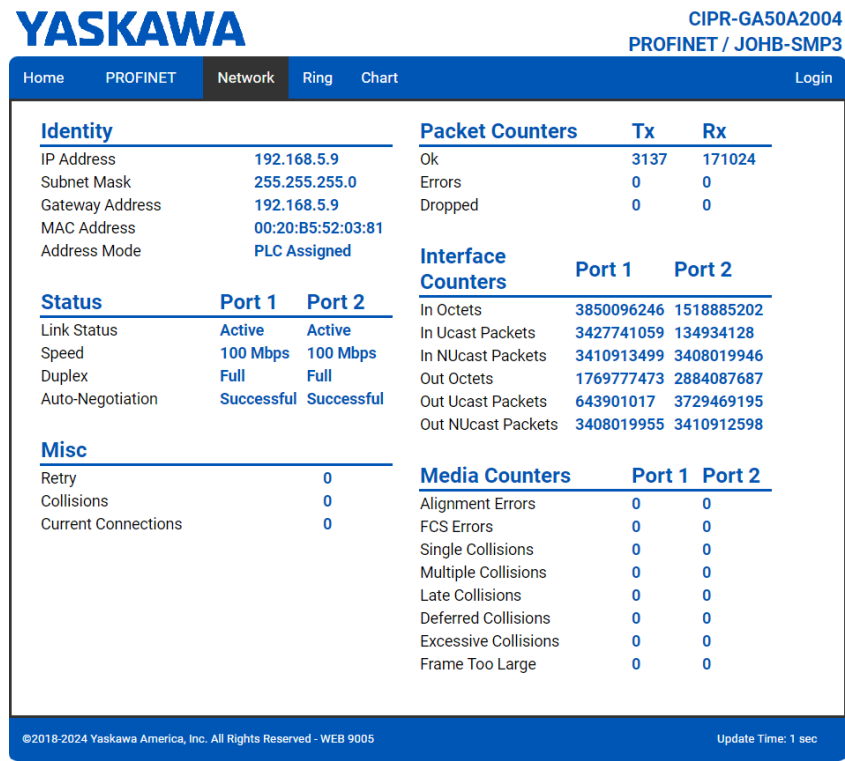 YASKAWA
CIPR-GA50A2004
PROFINET / JOHB-SMP3
Home PROFINET Network Ring Chart Login
Identity
IP Address 192.168.5.9
Subnet Mask 255.255.255.0
Gateway Address 192.168.5.9
MAC Address 00:20:B5:52:03:81
Address Mode PLC Assigned
Status Port 1 Port 2
Link Status Active Active
Speed 100 Mbps 100 Mbps
Duplex Full Full
Auto-Negotiation Successful Successful
Misc
Retry 0
Collisions 0
Current Connections 0
Packet Counters Tx Rx
Ok 3137 171024
Errors 0 0
Dropped 0 0
Interface
Counters Port 1 Port 2
In Octets 3850096246 1518885202
In Ucast Packets 3427741059 134934128
In NUcast Packets 3410913499 3408019946
Out Octets 1769777473 2884087687
Out Ucast Packets 643901017 3729469195
Out NUcast Packets 3408019955 3410912598
Media Counters Port 1 Port 2
Alignment Errors 0 0
FCS Errors 0 0
Single Collisions 0 0
Multiple Collisions 0 0
Late Collisions 0 0
Deferred Collisions 0 0
Excessive Collisions 0 0
Frame Too Large 0 0
©2018-2024 Yaskawa America, Inc. All Rights Reserved - WEB 9005 Update Time: 1 sec